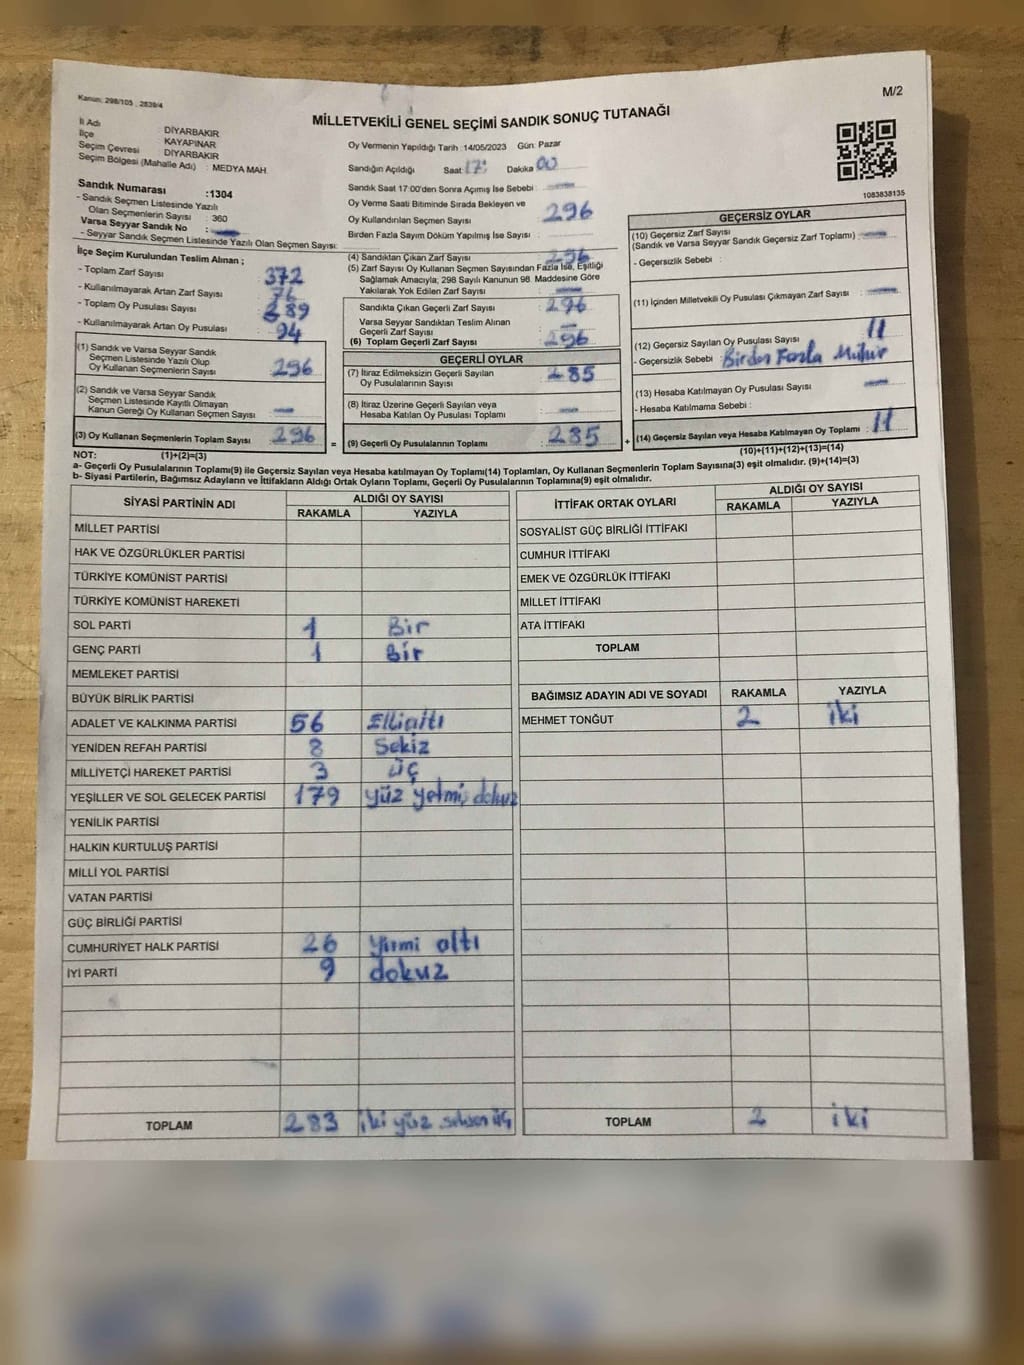 Kanun: 298/105 , 2839/4
M/2
MİLLETVEKİLİ GENEL SEÇİMİ SANDIK SONUÇ TUTANAĞI
İl Adı : DİYARBAKIR
İlçe : KAYAPINAR
Seçim Çevresi : DİYARBAKIR
Seçim Bölgesi (Mahalle Adı) : MEDYA MAH.
Sandık Numarası :1304
- Sandık Seçmen Listesinde Yazılı
Olan Seçmenlerin Sayısı : 360
Varsa Seyyar Sandık No :
- Seyyar Sandık Seçmen Listesinde Yazılı Olan Seçmen Sayısı:
Oy Vermenin Yapıldığı Tarih :14/05/2023 Gün: Pazar
Sandığın Açıldığı Saat 17: Dakika 00
Sandık Saat 17:00'den Sonra Açımış İse Sebebi :
Oy Verme Saati Bitiminde Sırada Bekleyen ve
Oy Kullandırılan Seçmen Sayısı : 296
Birden Fazla Sayım Döküm Yapılmış İse Sayısı :
1083838135
İlçe Seçim Kurulundan Teslim Alınan ;
- Toplam Zarf Sayısı : 372
- Kullanılmayarak Artan Zarf Sayısı : 76
- Toplam Oy Pusulası Sayısı : 389
- Kullanılmayarak Artan Oy Pusulası : 94
(1) Sandık ve Varsa Seyyar Sandık
Seçmen Listesinde Yazılı Olup
Oy Kullanan Seçmenlerin Sayısı : 296
(2) Sandık ve Varsa Seyyar Sandık
Seçmen Listesinde Kayıtlı Olmayan
Kanun Gereği Oy Kullanan Seçmen Sayısı :
(3) Oy Kullanan Seçmenlerin Toplam Sayısı : 296 =
(1)+(2)=(3)
(4) Sandıktan Çıkan Zarf Sayısı : 296
(5) Zarf Sayısı Oy Kullanan Seçmen Sayısından Fazla İse, Eşitliği
Sağlamak Amacıyla, 298 Sayılı Kanunun 98. Maddesine Göre
Yakılarak Yok Edilen Zarf Sayısı :
Sandıkta Çıkan Geçerli Zarf Sayısı : 296
Varsa Seyyar Sandıktan Teslim Alınan
Geçerli Zarf Sayısı :
(6) Toplam Geçerli Zarf Sayısı : 296
GEÇERLİ OYLAR
(7) İtiraz Edilmeksizin Geçerli Sayılan
Oy Pusulalarının Sayısı : 285
(8) İtiraz Üzerine Geçerli Sayılan veya
Hesaba Katılan Oy Pusulası Toplamı :
(9) Geçerli Oy Pusulalarının Toplamı : 285 +
GEÇERSİZ OYLAR
(10) Geçersiz Zarf Sayısı
(Sandık ve Varsa Seyyar Sandık Geçersiz Zarf Toplamı) :
- Geçersizlik Sebebi :
(11) İçinden Milletvekili Oy Pusulası Çıkmayan Zarf Sayısı :
(12) Geçersiz Sayılan Oy Pusulası Sayısı : 11
- Geçersizlik Sebebi : Birden Fazla Mühür
(13) Hesaba Katılmayan Oy Pusulası Sayısı :
- Hesaba Katılmama Sebebi :
(14) Geçersiz Sayılan veya Hesaba Katılmayan Oy Toplamı : 11
(10)+(11)+(12)+(13)=(14)
NOT:
a- Geçerli Oy Pusulalarının Toplamı(9) ile Geçersiz Sayılan veya Hesaba katılmayan Oy Toplamı(14) Toplamları, Oy Kullanan Seçmenlerin Toplam Sayısına(3) eşit olmalıdır. (9)+(14)=(3)
b- Siyasi Partilerin, Bağımsız Adayların ve İttifakların Aldığı Ortak Oyların Toplamı, Geçerli Oy Pusulalarının Toplamına(9) eşit olmalıdır.
SİYASİ PARTİNİN ADI
ALDIĞI OY SAYISI
RAKAMLA YAZIYLA
MİLLET PARTİSİ
HAK VE ÖZGÜRLÜKLER PARTİSİ
TÜRKİYE KOMÜNİST PARTİSİ
TÜRKİYE KOMÜNİST HAREKETİ
SOL PARTİ 1 Bir
GENÇ PARTİ 1 Bir
MEMLEKET PARTİSİ
BÜYÜK BİRLİK PARTİSİ
ADALET VE KALKINMA PARTİSİ 56 Elli altı
YENİDEN REFAH PARTİSİ 8 Sekiz
MİLLİYETÇİ HAREKET PARTİSİ 3 üç
YEŞİLLER VE SOL GELECEK PARTİSİ 179 yüz yetmiş dokuz
YENİLİK PARTİSİ
HALKIN KURTULUŞ PARTİSİ
MİLLİ YOL PARTİSİ
VATAN PARTİSİ
GÜÇ BİRLİĞİ PARTİSİ
CUMHURİYET HALK PARTİSİ 26 Yirmi altı
İYİ PARTİ 9 dokuz
TOPLAM 283 iki yüz seksen üç
İTTİFAK ORTAK OYLARI
ALDIĞI OY SAYISI
RAKAMLA YAZIYLA
SOSYALİST GÜÇ BİRLİĞİ İTTİFAKI
CUMHUR İTTİFAKI
EMEK VE ÖZGÜRLÜK İTTİFAKI
MİLLET İTTİFAKI
ATA İTTİFAKI
TOPLAM
BAĞIMSIZ ADAYIN ADI VE SOYADI RAKAMLA YAZIYLA
MEHMET TONĞUT 2 iki
TOPLAM 2 iki